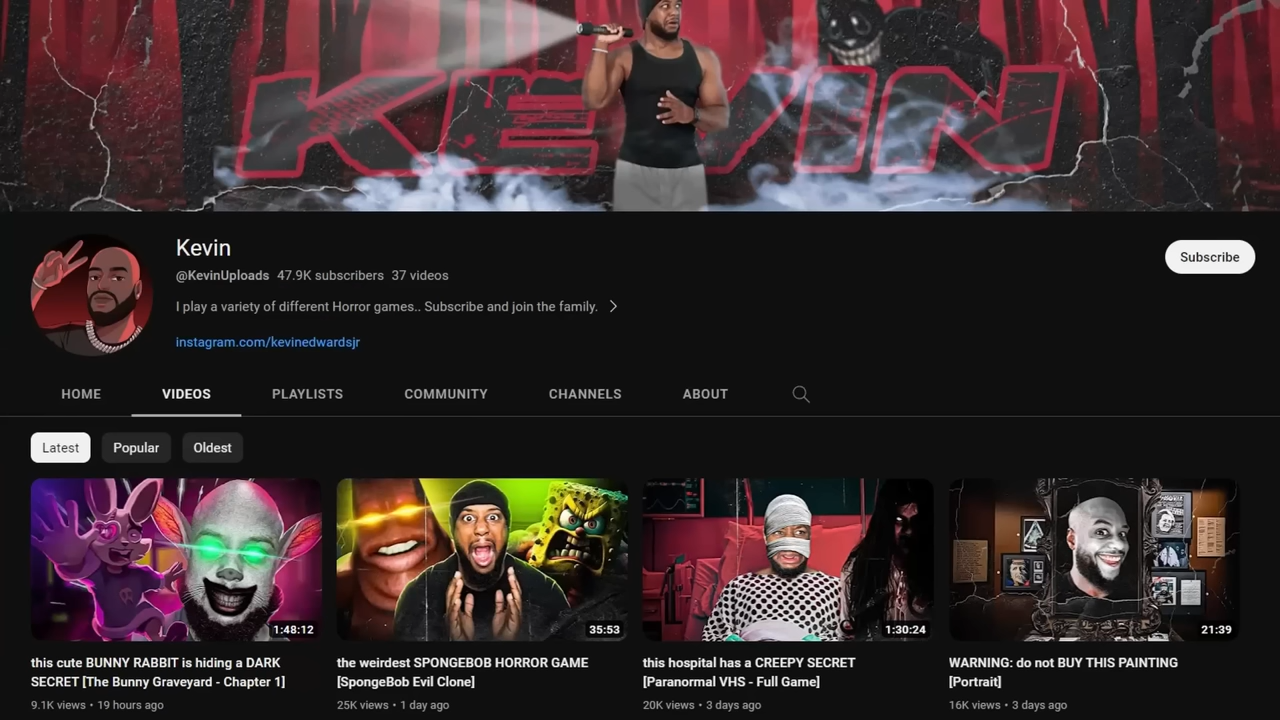 KEVIN
Kevin
@KevinUploads 47.9K subscribers 37 videos
I play a variety of different Horror games.. Subscribe and join the family.
instagram.com/kevinedwardsjr
Subscribe
HOME VIDEOS PLAYLISTS COMMUNITY CHANNELS ABOUT
Latest Popular Oldest
1:48:12
35:53
1:30:24
21:39
this cute BUNNY RABBIT is hiding a DARK
SECRET [The Bunny Graveyard - Chapter 1]
9.1K views • 19 hours ago
the weirdest SPONGEBOB HORROR GAME
[SpongeBob Evil Clone]
25K views • 1 day ago
this hospital has a CREEPY SECRET
[Paranormal VHS - Full Game]
20K views • 3 days ago
WARNING: do not BUY THIS PAINTING
[Portrait]
16K views • 3 days ago